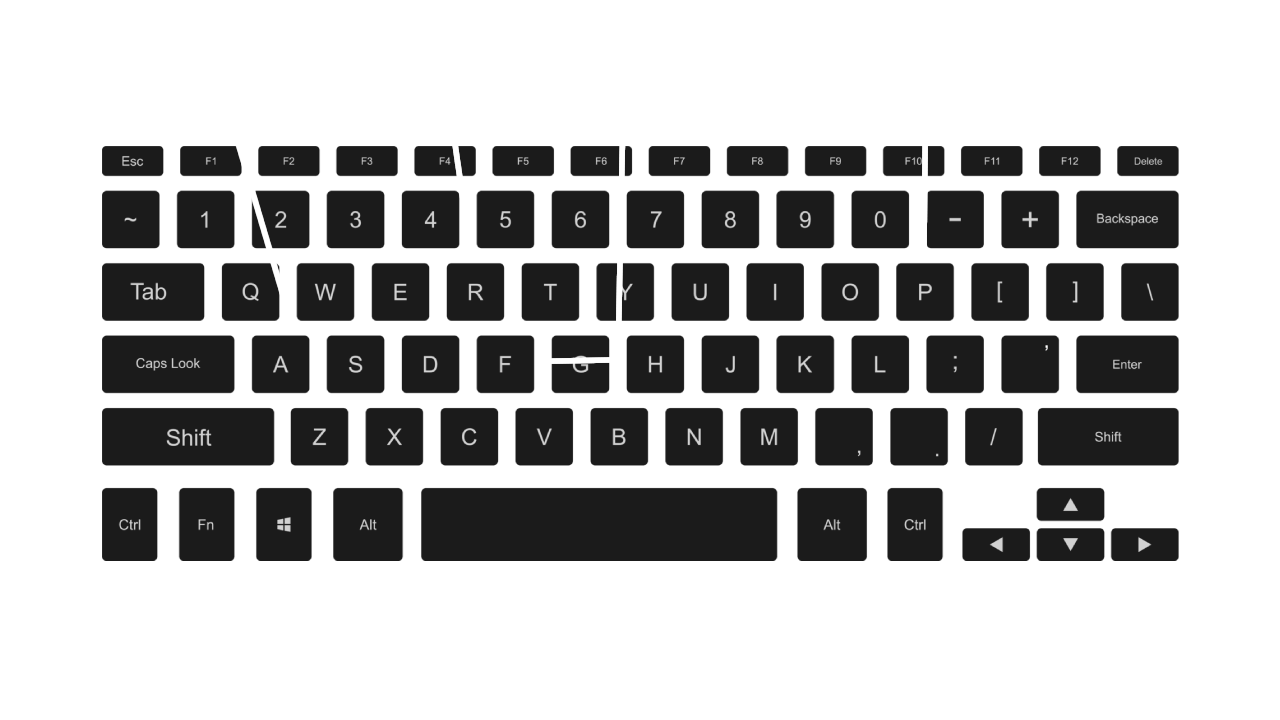 Esc F1 F2 F3 F4 F5 F6 F7 F8 F9 F10 F11 F12 Delete
~ 1 2 3 4 5 6 7 8 9 0 - + Backspace
Tab Q W E R T Y U I O P [ ] \
Caps Look A S D F G H J K L ; ’ Enter
Shift Z X C V B N M , . / Shift
Ctrl Fn Alt Alt Ctrl ▲
◀ ▼ ▶